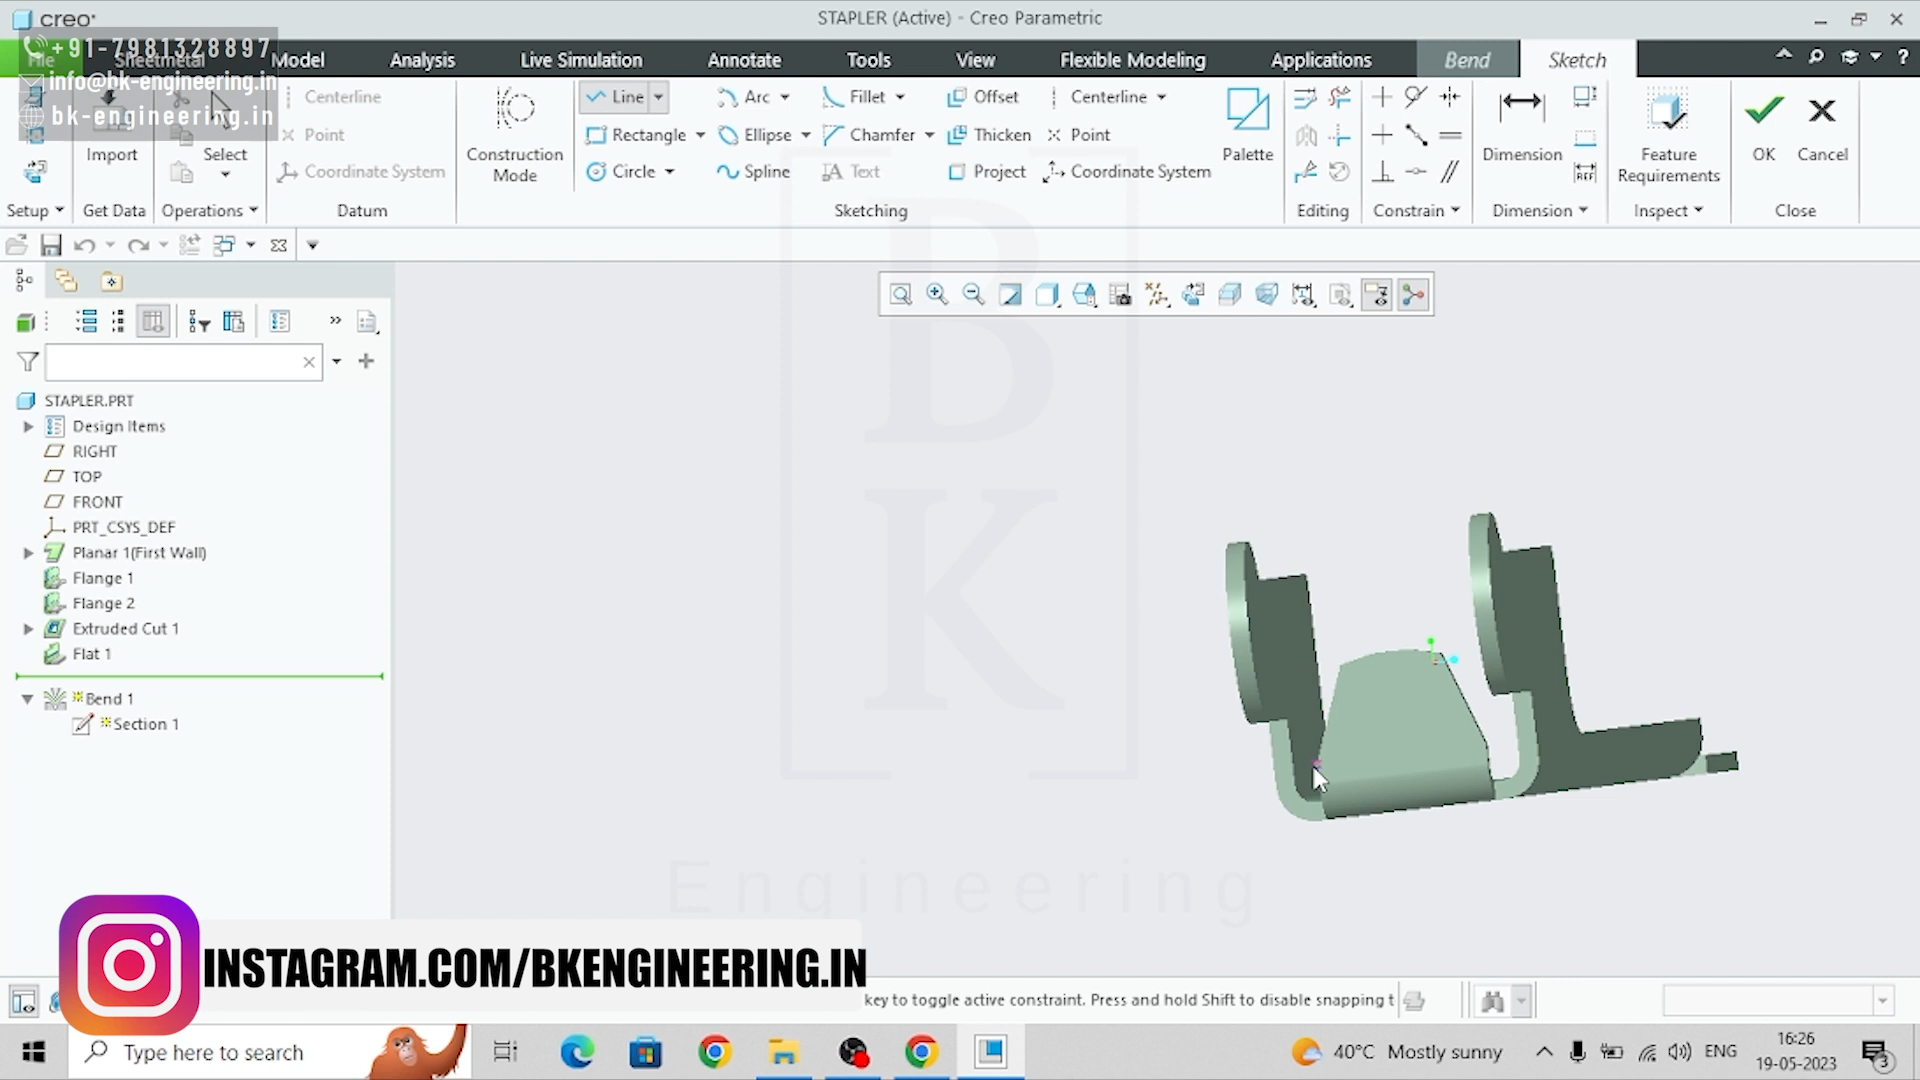 creo
STAPLER (Active) - Creo Parametric
+91-7981328897
info@bk-engineering.in
bk-engineering.in
File
Sheetmetal
Model
Analysis
Live Simulation
Annotate
Tools
View
Flexible Modeling
Applications
Bend
Sketch
Import
Select
Centerline
Point
Coordinate System
Construction
Mode
Line
Rectangle
Circle
Arc
Ellipse
Spline
Fillet
Chamfer
Text
Offset
Thicken
Project
Centerline
Point
Coordinate System
Palette
Dimension
REF
Feature
Requirements
OK
Cancel
Setup
Get Data
Operations
Datum
Sketching
Editing
Constrain
Dimension
Inspect
Close
STAPLER.PRT
Design Items
RIGHT
TOP
FRONT
PRT_CSYS_DEF
Planar 1(First Wall)
Flange 1
Flange 2
Extruded Cut 1
Flat 1
Bend 1
Section 1
B
K
Engineering
INSTAGRAM.COM/BKENGINEERING.IN
key to toggle active constraint. Press and hold Shift to disable snapping t
Type here to search
40°C Mostly sunny
ENG
16:26
19-05-2023
3